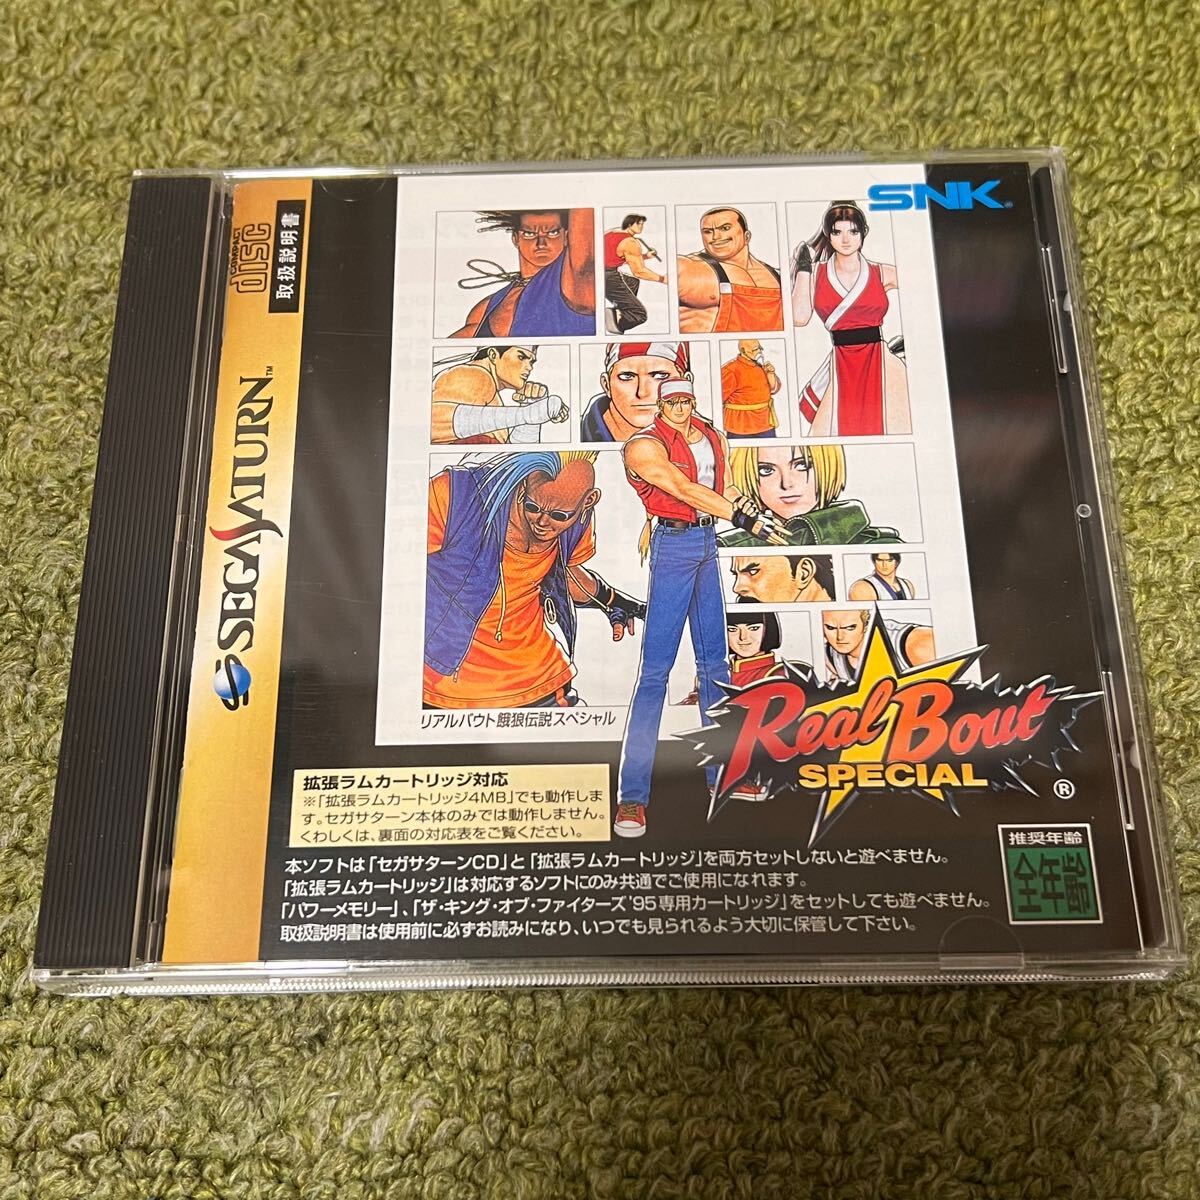 COMPACT
DISC
取扱説明書
SEGA SATURN™
SNK®
リアルバウト餓狼伝説スペシャル
Real Bout
SPECIAL
®
拡張ラムカートリッジ対応
※「拡張ラムカートリッジ4MB」でも動作しま
す。セガサターン本体のみでは動作しません。
くわしくは、裏面の対応表をご覧ください。
推奨年齢
全年齢
本ソフトは「セガサターンCD」と「拡張ラムカートリッジ」を両方セットしないと遊べません。
「拡張ラムカートリッジ」は対応するソフトにのみ共通でご使用になれます。
「パワーメモリー」、「ザ・キング・オブ・ファイターズ'95専用カートリッジ」をセットしても遊べません。
取扱説明書は使用前に必ずお読みになり、いつでも見られるよう大切に保管して下さい。